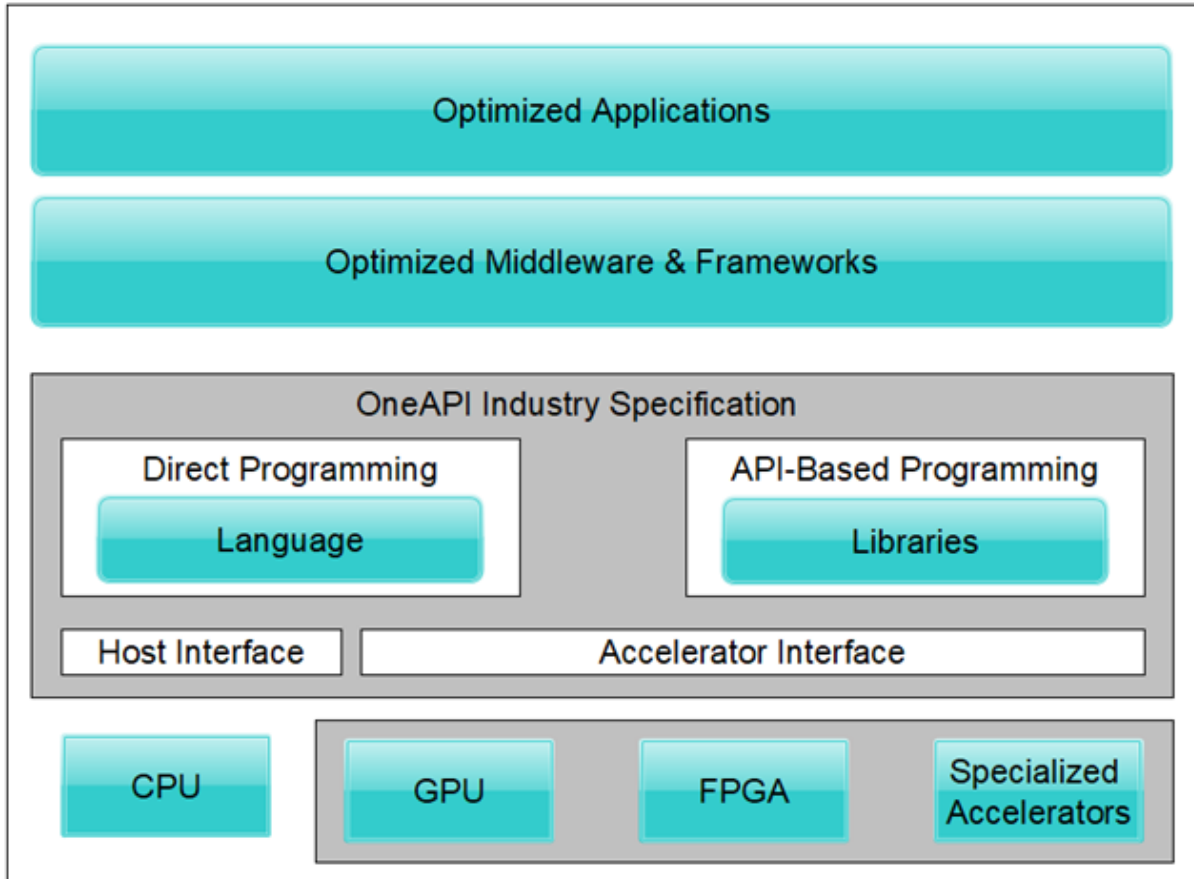 Optimized Applications
Optimized Middleware & Frameworks
OneAPI Industry Specification
Direct Programming
Language
API-Based Programming
Libraries
Host Interface
Accelerator Interface
CPU
GPU
FPGA
Specialized
Accelerators